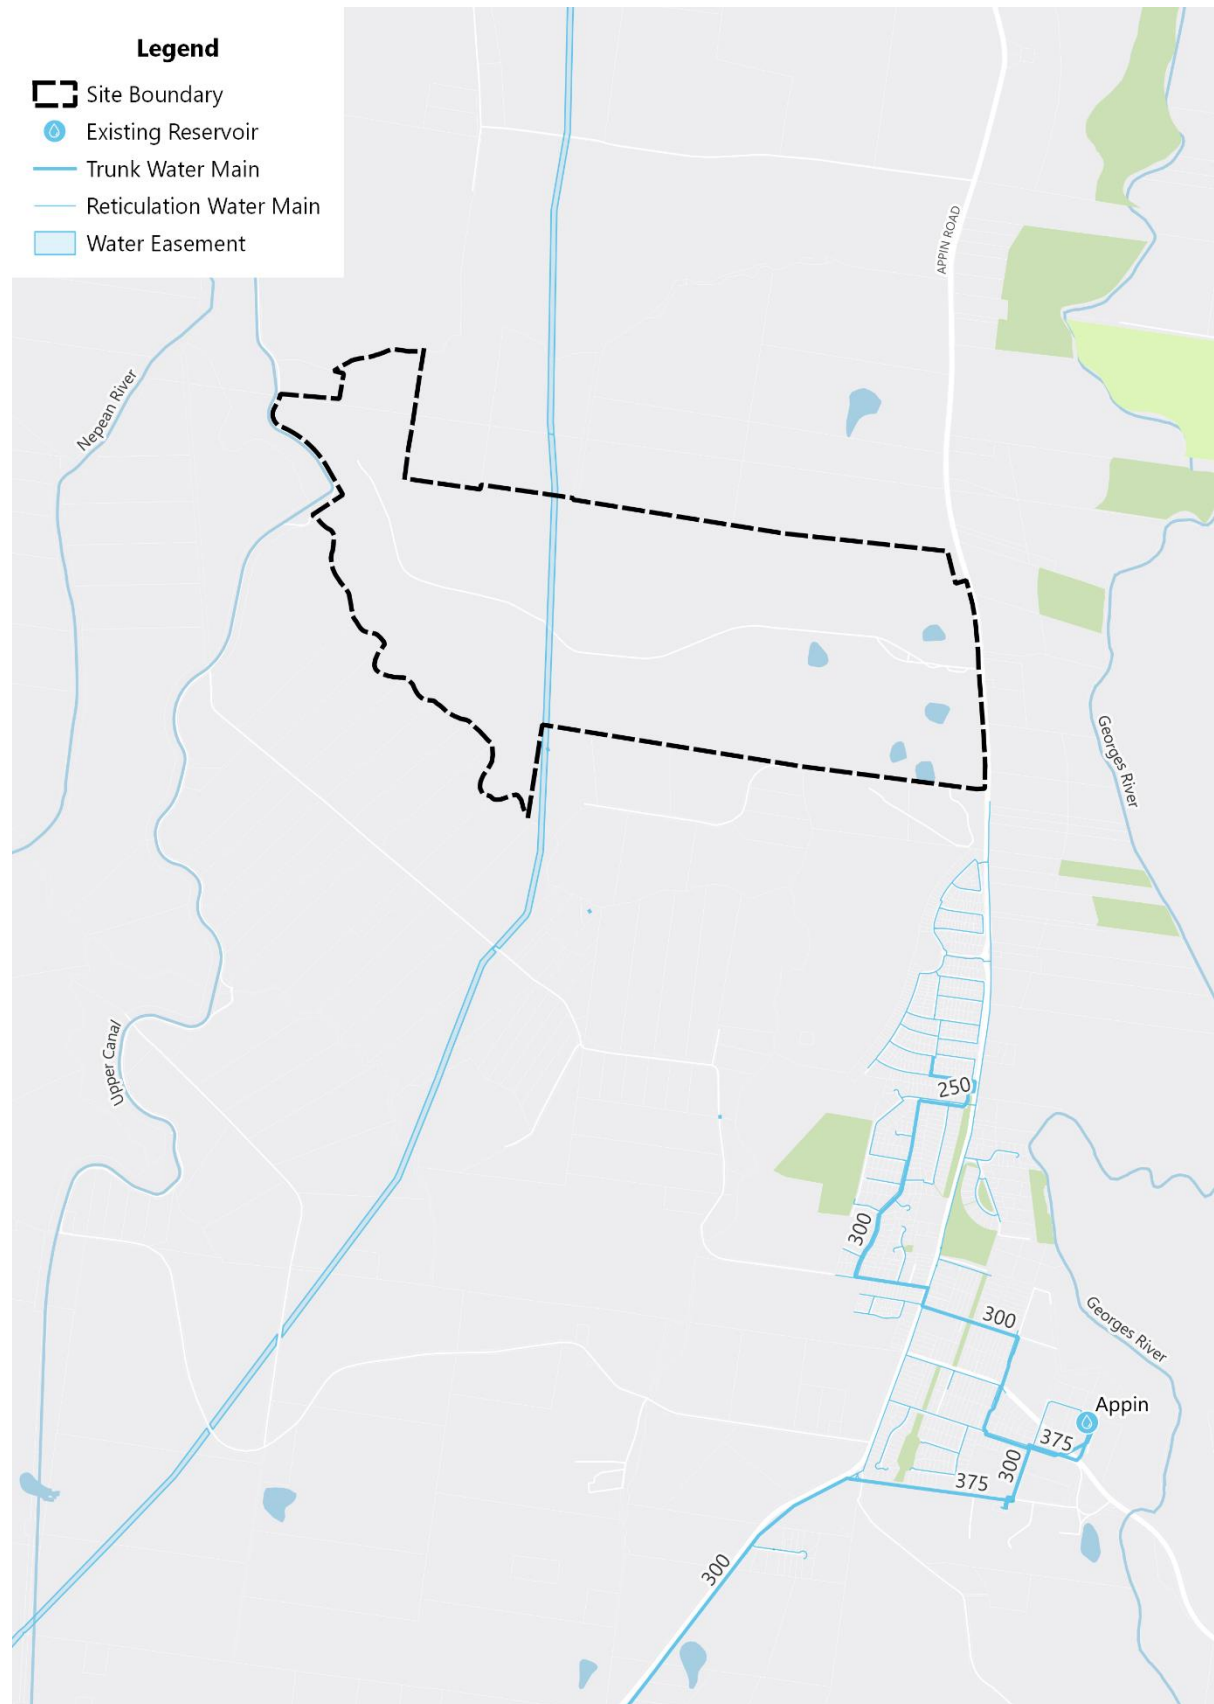 Legend
Site Boundary
Existing Reservoir
Trunk Water Main
Reticulation Water Main
Water Easement
APPIN ROAD
Nepean River
Georges River
Upper Canal
250
300
300
Georges River
Appin
375
300
375
300